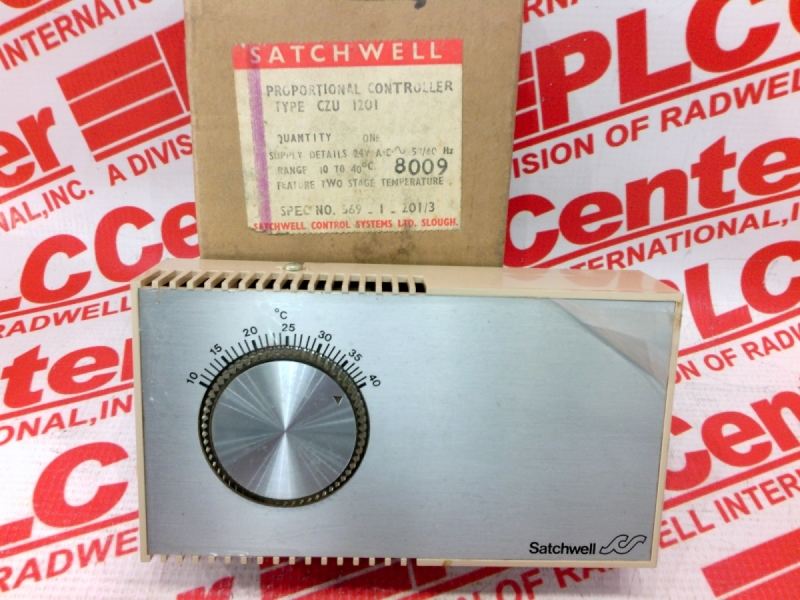 SATCHWELL
PROPORTIONAL CONTROLLER
TYPE CZU 1201
QUANTITY ONE
SUPPLY DETAILS 24V A.C. ~ 50/60 Hz
RANGE 10 TO 40°C. 8009
FEATURE TWO STAGE TEMPERATURE
SPEC NO. 569 - 1 - 201/3
SATCHWELL CONTROL SYSTEMS LTD. SLOUGH.
°C
10 15 20 25 30 35 40
Satchwell
PLCCenter
A DIVISION OF RADWELL INTERNATIONAL, INC.